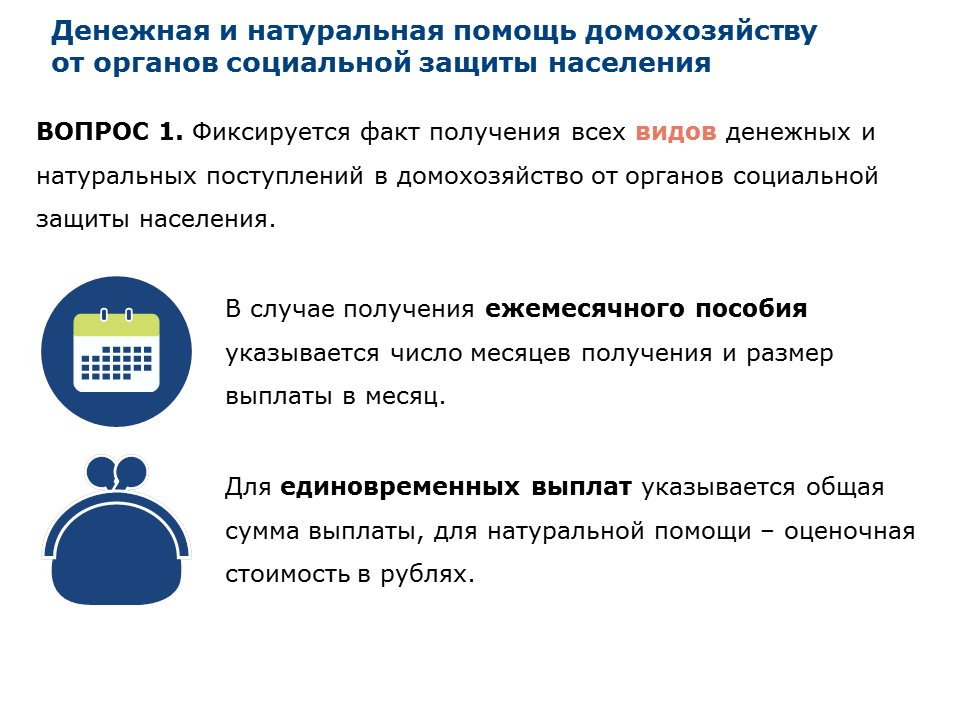 Денежная и натуральная помощь домохозяйству
от органов социальной защиты населения
ВОПРОС 1. Фиксируется факт получения всех видов денежных и
натуральных поступлений в домохозяйство от органов социальной
защиты населения.
В случае получения ежемесячного пособия
указывается число месяцев получения и размер
выплаты в месяц.
Для единовременных выплат указывается общая
сумма выплаты, для натуральной помощи – оценочная
стоимость в рублях.